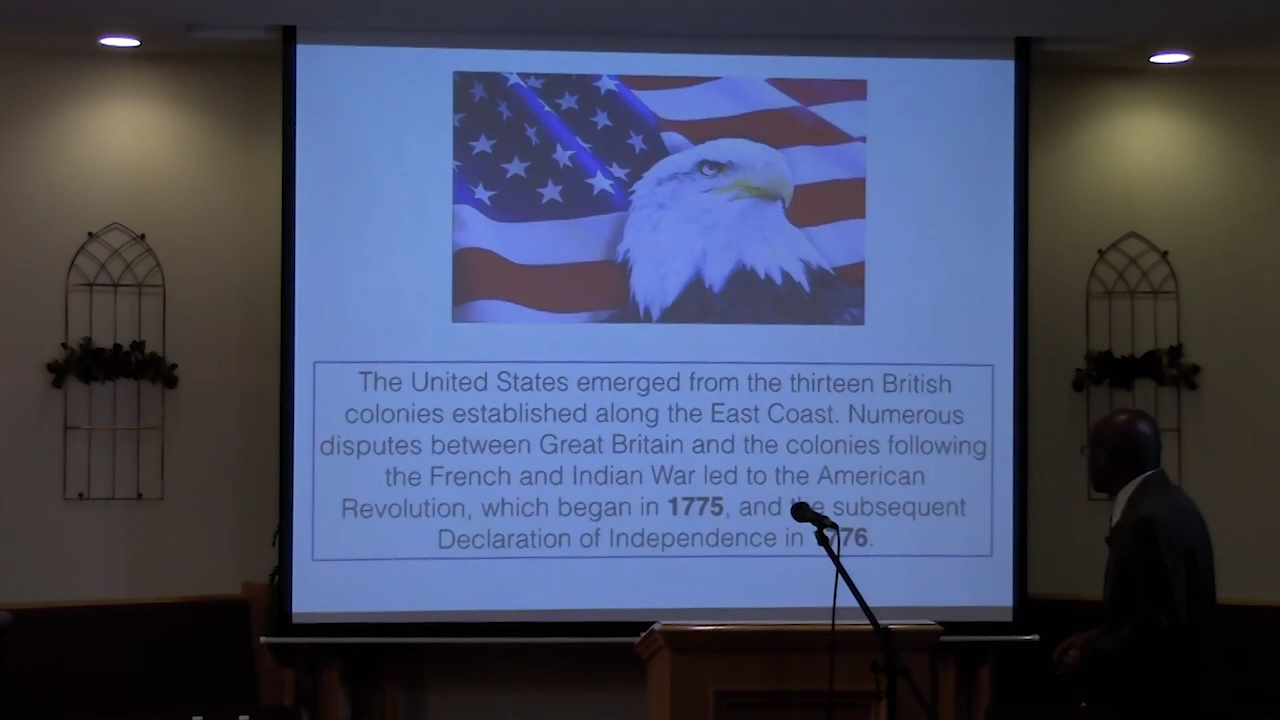 The United States emerged from the thirteen British
colonies established along the East Coast. Numerous
disputes between Great Britain and the colonies following
the French and Indian War led to the American
Revolution, which began in 1775, and the subsequent
Declaration of Independence in 1776.